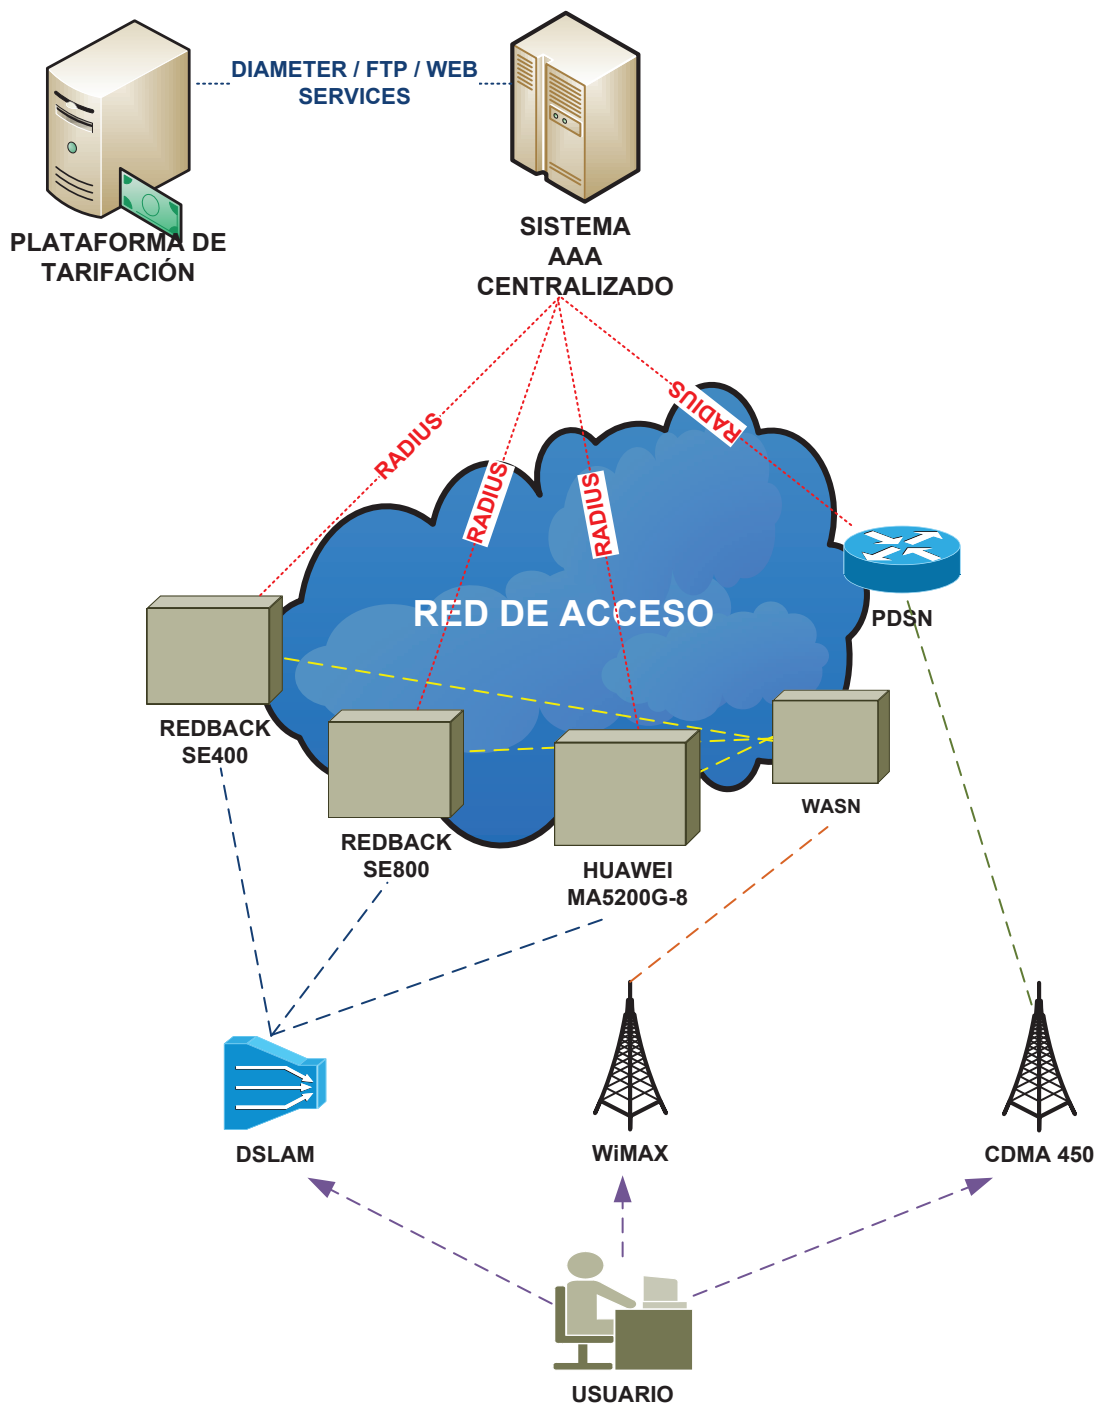 DIAMETER / FTP / WEB
SERVICES
PLATAFORMA DE
TARIFACIÓN
SISTEMA
AAA
CENTRALIZADO
RADIUS
RADIUS
RADIUS
RADIUS
RED DE ACCESO
PDSN
REDBACK
SE400
REDBACK
SE800
HUAWEI
MA5200G-8
WASN
DSLAM
WiMAX
CDMA 450
USUARIO